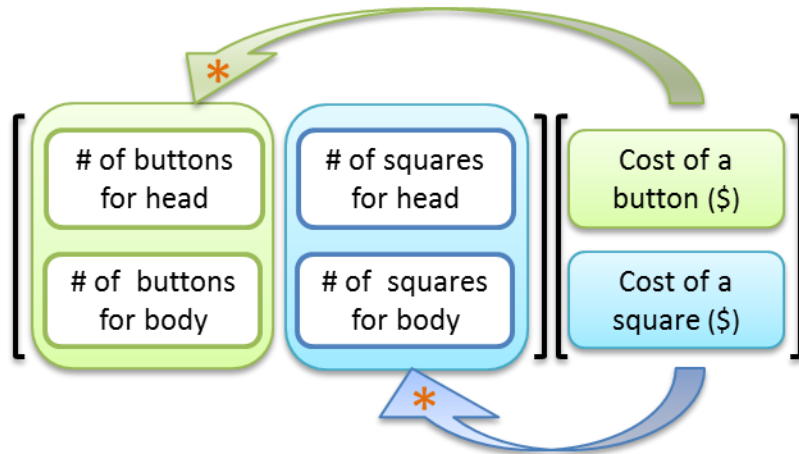 *
# of buttons
for head
# of squares
for head
Cost of a
button ($)
# of buttons
for body
# of squares
for body
Cost of a
square ($)
*